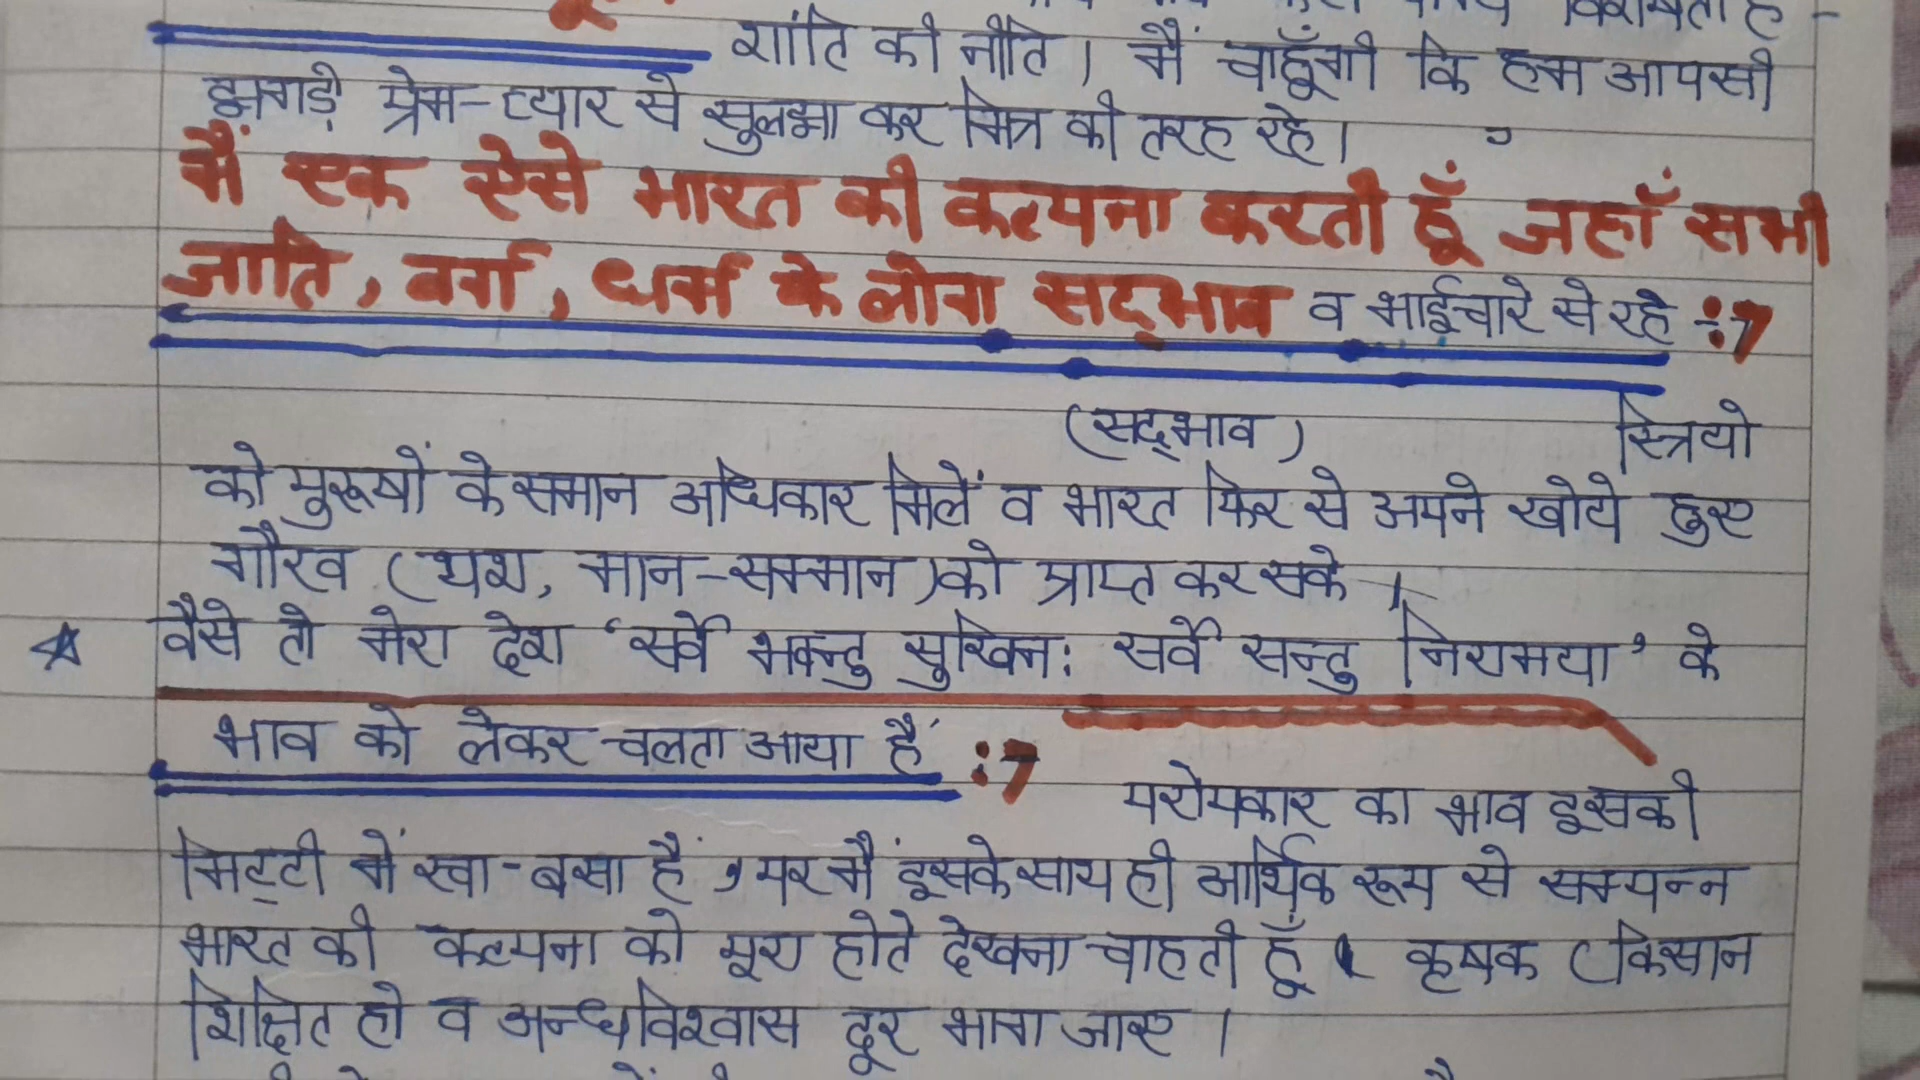 शांति की नीति। मैं चाहूँगी कि हम आपसी
झगड़े प्रेम-प्यार से सुलझा कर मित्र की तरह रहे।
मैं एक ऐसे भारत की कल्पना करती हूँ जहाँ सभी
जाति, वर्ग, धर्म के लोग सद्भाव व भाईचारे से रहे :7
(सद्भाव) स्त्रियो
को पुरूषों के समान अधिकार मिलें व भारत फिर से अपने खोये हुए
गौरव (यश, मान-सम्मान) को प्राप्त कर सके।
☆ वैसे तो मेरा देश 'सर्वे भवन्तु सुखिन: सर्वे सन्तु निरामया' के
भाव को लेकर चलता आया है :7
परोपकार का भाव इसकी
मिट्टी में रचा-बसा है, पर मैं इसके साथ ही आर्थिक रूप से सम्पन्न
भारत की कल्पना को पूरा होते देखना चाहती हूँ। कृषक (किसान
शिक्षित हो व अन्धविश्वास दूर भाग जाए।